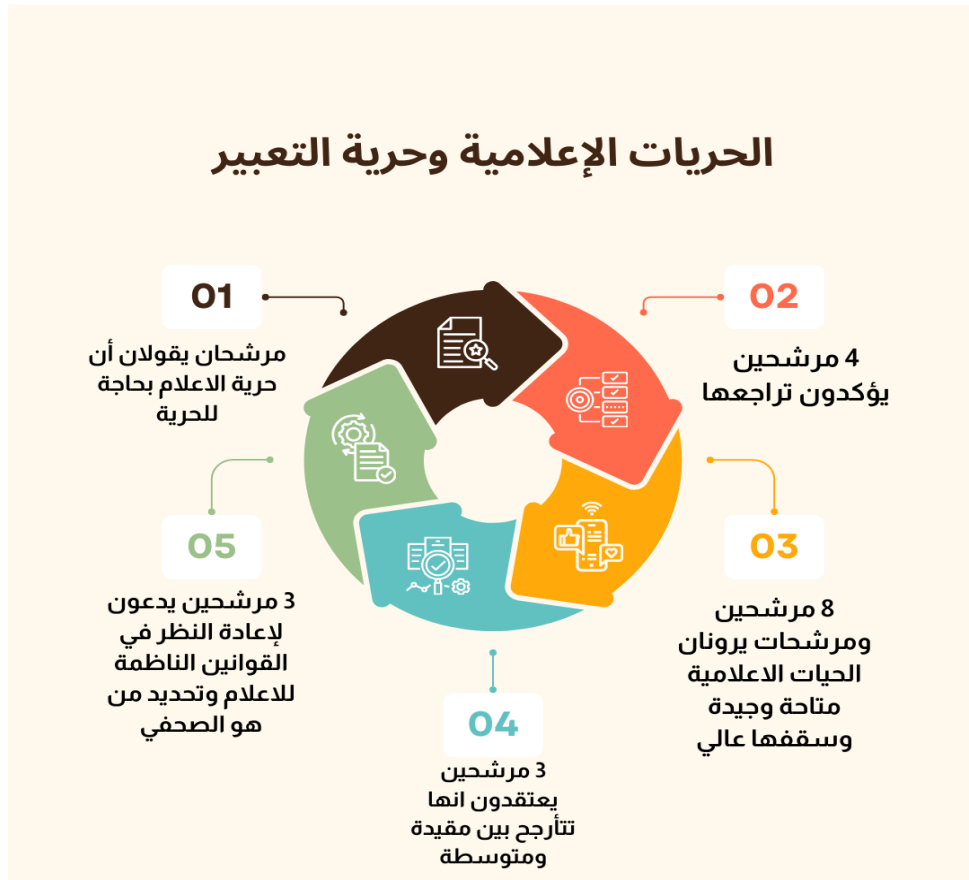 الحريات الإعلامية وحرية التعبير
01
مرشحان يقولان أن
حرية الاعلام بحاجة
للحرية
02
4 مرشحين
يؤكدون تراجعها
03
8 مرشحين
ومرشحات يرونان
الحيات الاعلامية
متاحة وجيدة
وسقفها عالي
04
3 مرشحين
يعتقدون انها
تتأرجح بين مقيدة
ومتوسطة
05
3 مرشحين يدعون
لإعادة النظر في
القوانين الناظمة
للاعلام وتحديد من
هو الصحفي